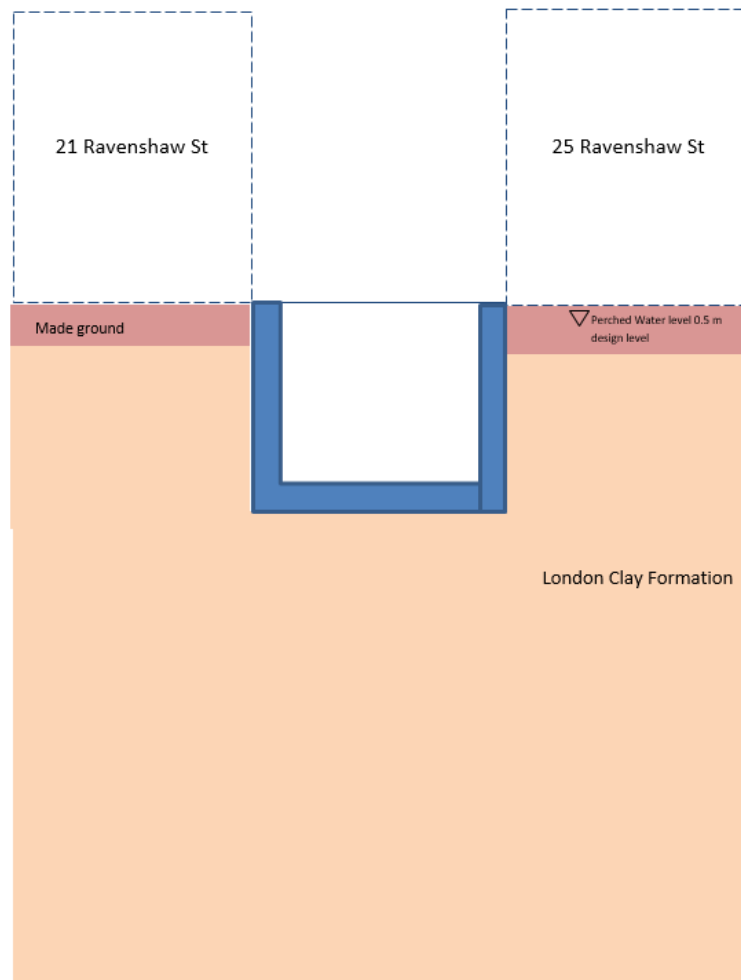 21 Ravenshaw St
25 Ravenshaw St
Made ground
Perched Water level 0.5 m
design level
London Clay Formation